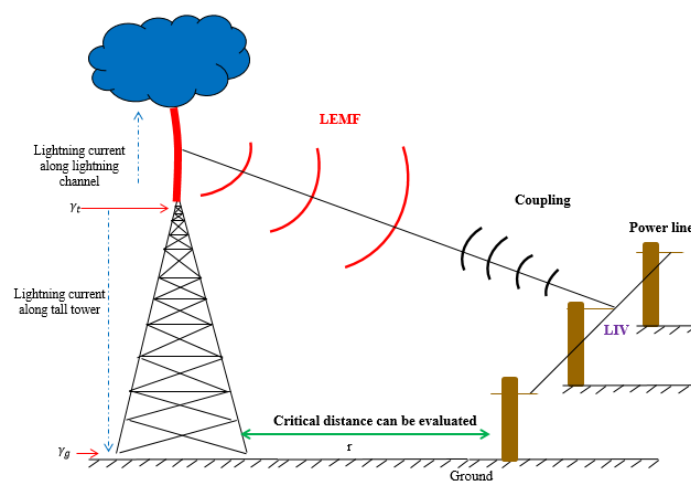 LEMF
Lightning current
along lightning
channel
Coupling
γt
Power line
Lightning current
along tall tower
LIV
Critical distance can be evaluated
r
γg
Ground